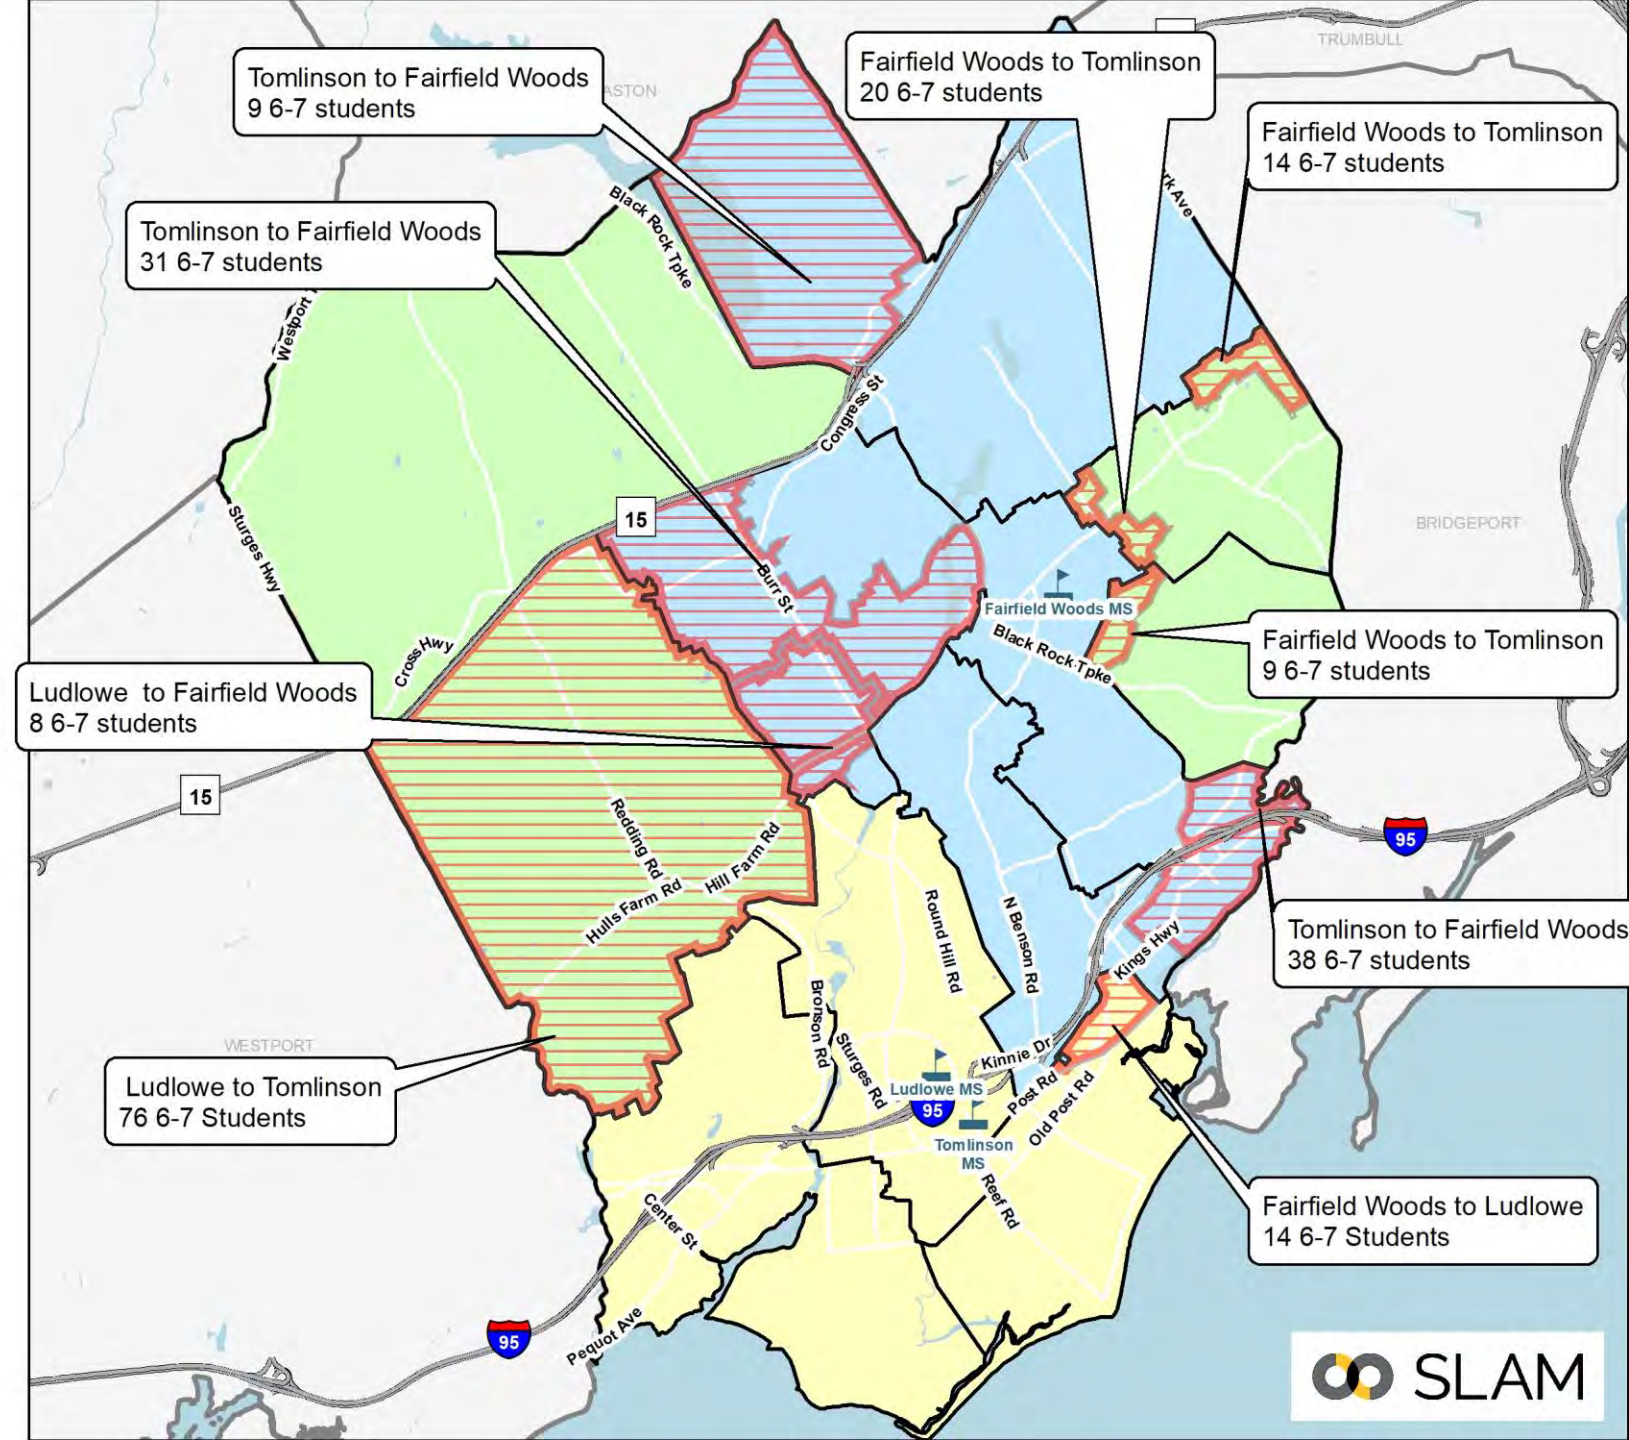 TRUMBULL
Fairfield Woods to Tomlinson
20 6-7 students
Tomlinson to Fairfield Woods
9 6-7 students
ASTON
Fairfield Woods to Tomlinson
14 6-7 students
rk Ave
Black Rock Tpke
Tomlinson to Fairfield Woods
31 6-7 students
Westport
Congress St
15
BRIDGEPORT
Sturges Hwy
Burr St
Fairfield Woods MS
Black Rock Tpke
Fairfield Woods to Tomlinson
9 6-7 students
Cross Hwy
Ludlowe to Fairfield Woods
8 6-7 students
15
Redding Rd
Hill Farm Rd
Hulls Farm Rd
95
Round Hill Rd
N Benson Rd
Kings Hwy
Tomlinson to Fairfield Woods
38 6-7 students
Bronson Rd
Sturges Rd
WESTPORT
Kinnie Dr
Ludlowe to Tomlinson
76 6-7 Students
Ludlowe MS
95
Post Rd
Old Post Rd
Tomlinson
MS
Reef Rd
Fairfield Woods to Ludlowe
14 6-7 Students
Center St
Pequot Ave
95
SLAM